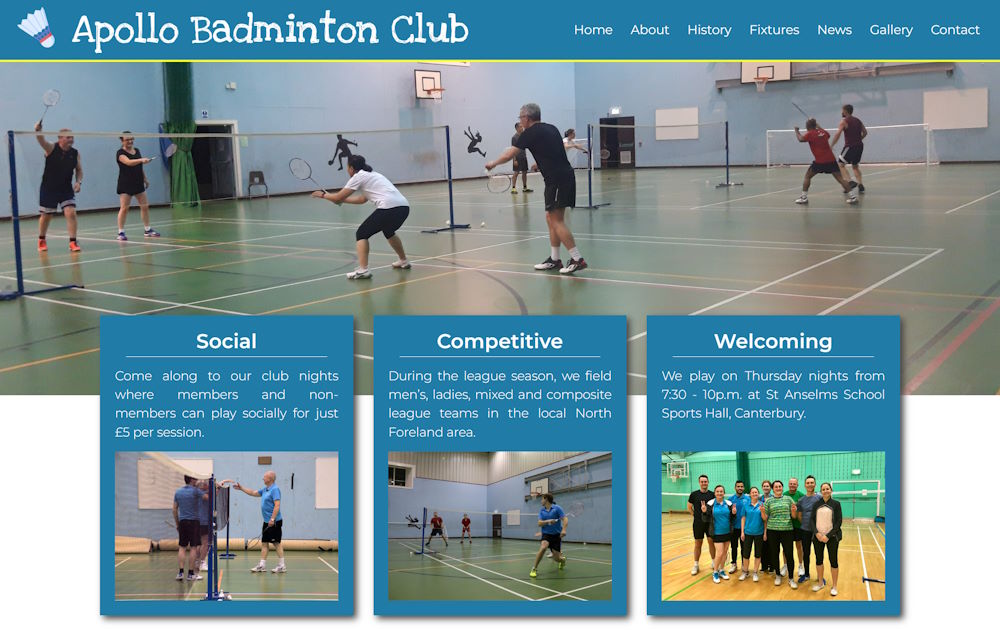 Apollo Badminton Club
Home About History Fixtures News Gallery Contact
Social
Come along to our club nights
where members and non-
members can play socially for just
£5 per session.
Competitive
During the league season, we field
men's, ladies, mixed and composite
league teams in the local North
Foreland area.
Welcoming
We play on Thursday nights from
7:30 - 10p.m. at St Anselms School
Sports Hall, Canterbury.